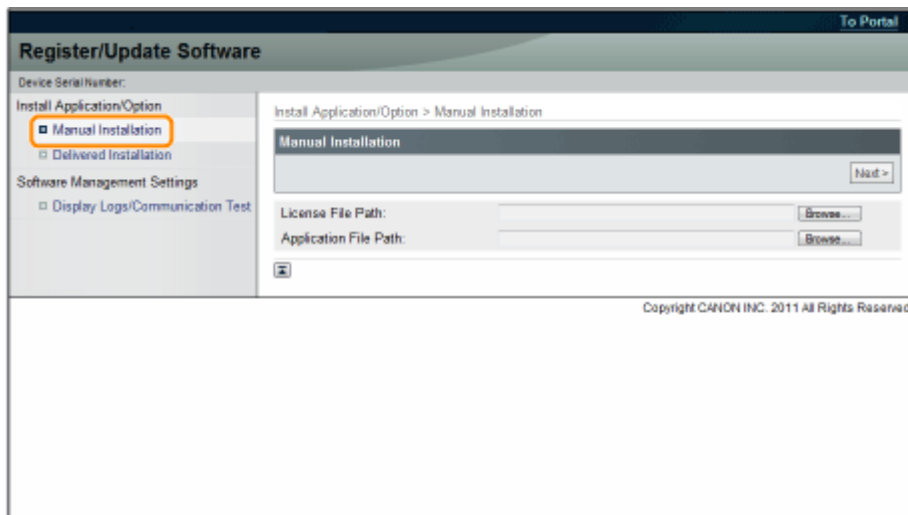 To Portal
Register/Update Software
Device Serial Number:
Install Application/Option
Manual Installation
Delivered Installation
Software Management Settings
Display Logs/Communication Test
Install Application/Option > Manual Installation
Manual Installation
Next >
License File Path:
Browse...
Application File Path:
Browse...
Copyright CANON INC. 2011 All Rights Reserved